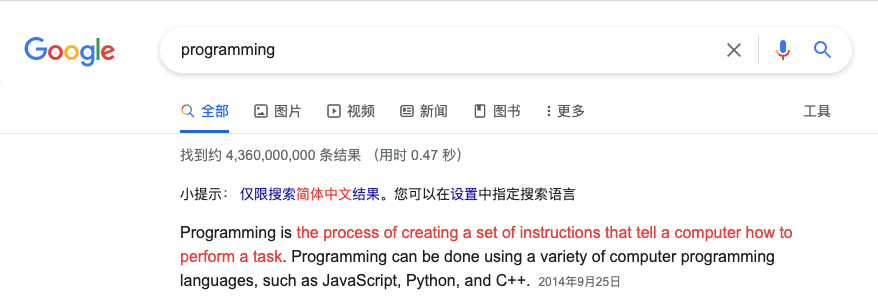 Google
programming
全部 图片 视频 新闻 图书 更多 工具
找到约 4,360,000,000 条结果 （用时 0.47 秒）
小提示： 仅限搜索简体中文结果。您可以在设置中指定搜索语言
Programming is the process of creating a set of instructions that tell a computer how to
perform a task. Programming can be done using a variety of computer programming
languages, such as JavaScript, Python, and C++. 2014年9月25日